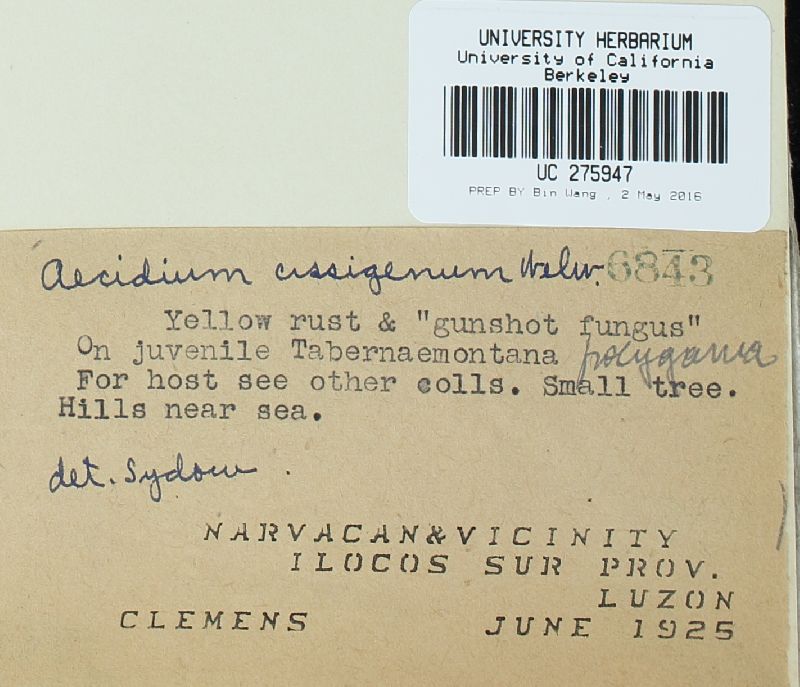 UNIVERSITY HERBARIUM
University of California
Berkeley
UC 275947
PREP BY Bin Wang , 2 May 2016
Aecidium cissigenum Welw. 6843
Yellow rust & "gunshot fungus"
On juvenile Tabernaemontana polygama
For host see other colls. Small tree.
Hills near sea.
det. Sydow .
NARVACAN&VICINITY
ILOCOS SUR PROV.
LUZON
CLEMENS JUNE 1925